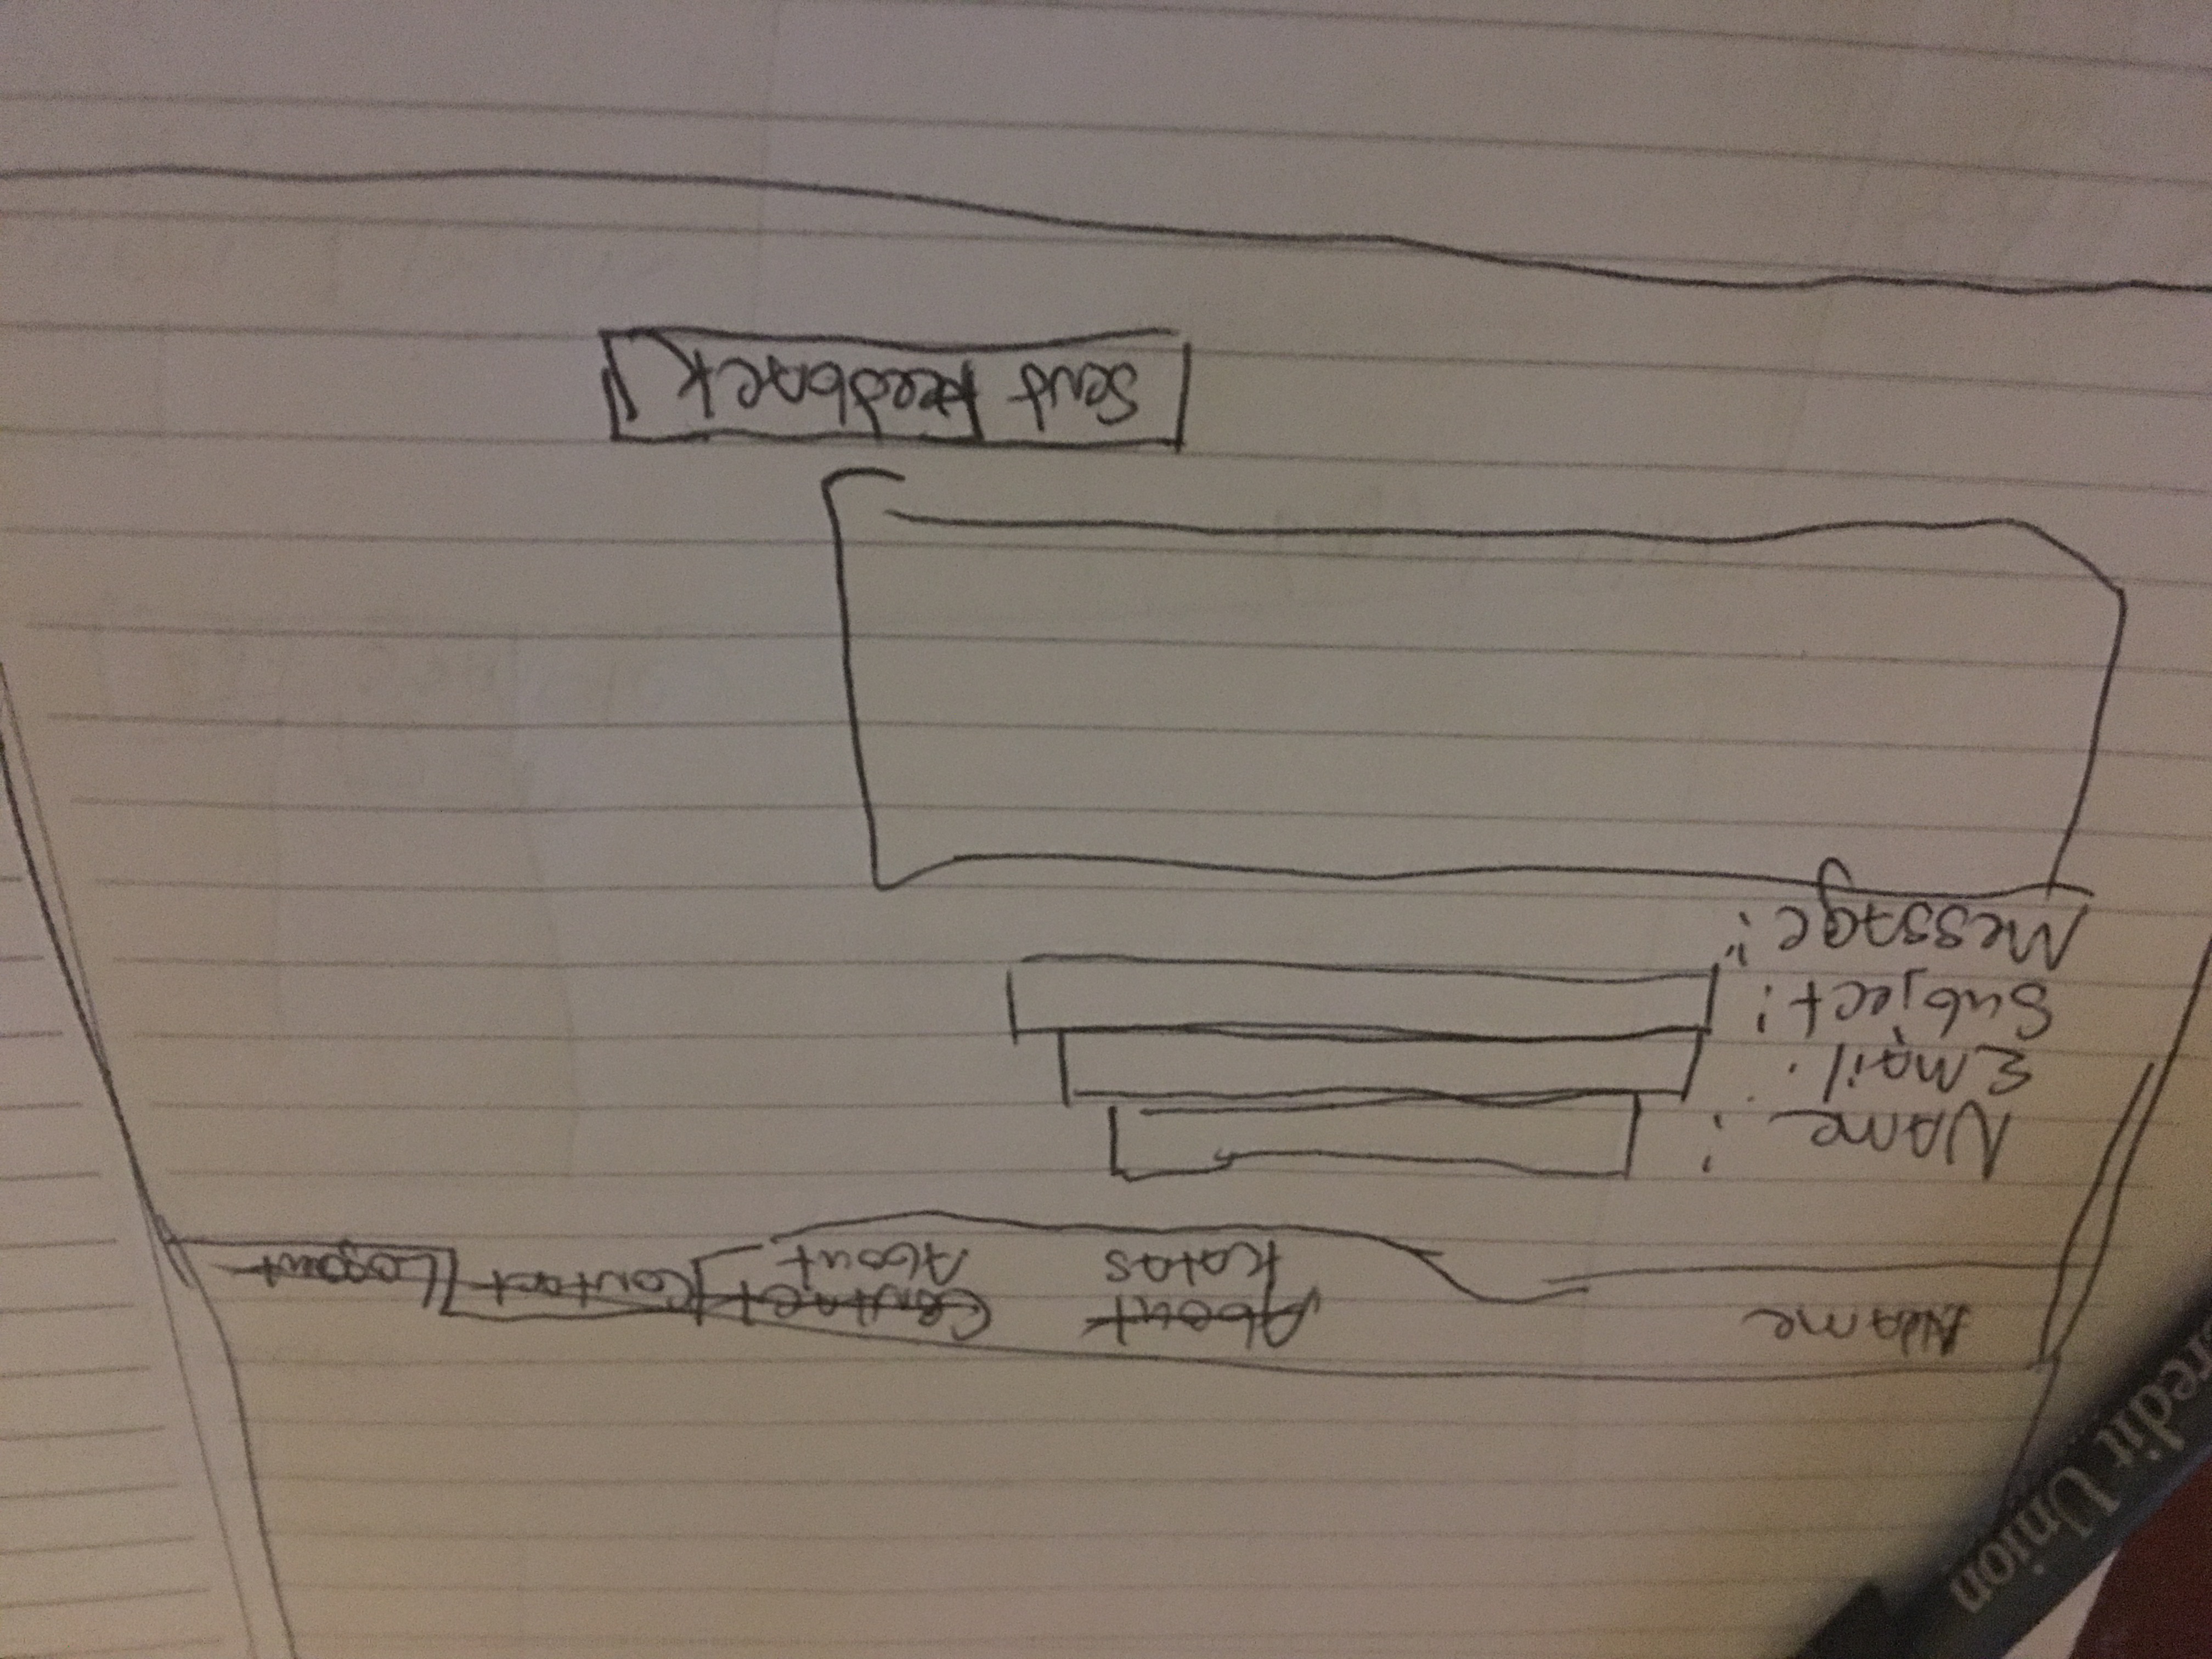 redit Union
Name About Contact Contact Logout
Katas About
Name :
Email :
Subject :
Message :
Sent Feedback